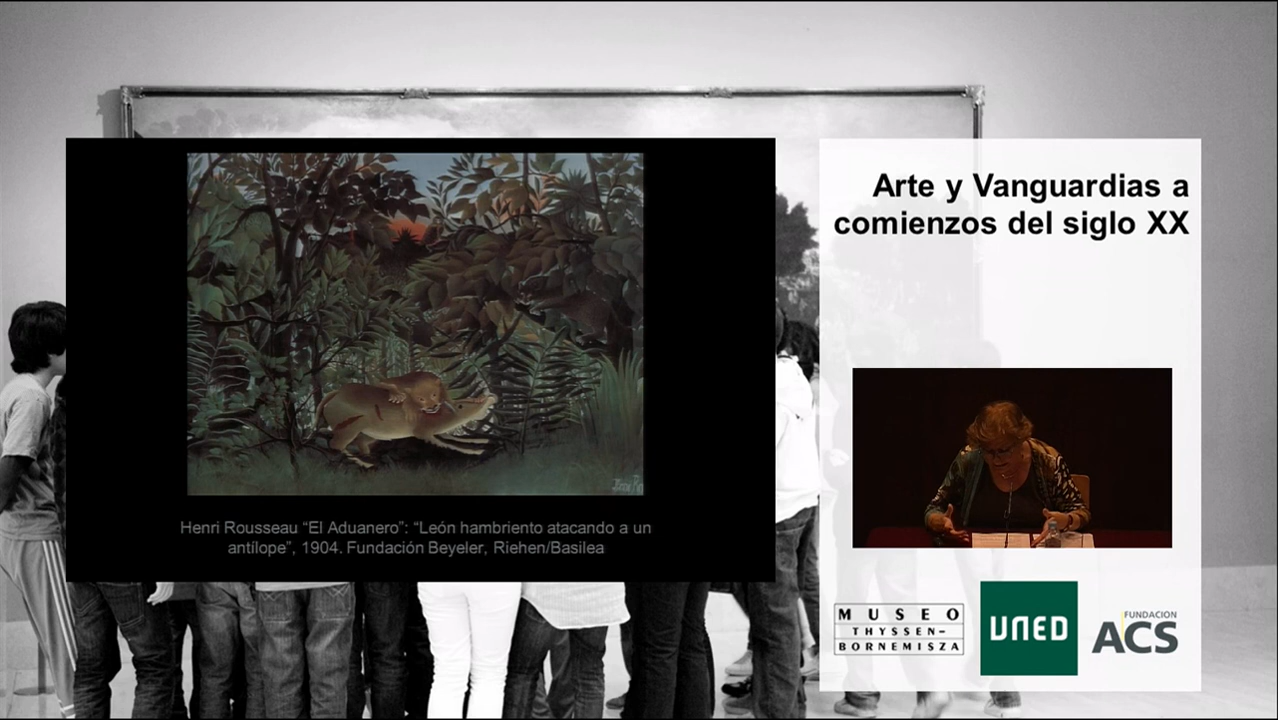 Arte y Vanguardias a
comienzos del siglo XX
Henri Rousseau “El Aduanero”: “León hambriento atacando a un
antílope”, 1904. Fundación Beyeler, Riehen/Basilea
MUSEO
THYSSEN-
BORNEMISZA
UNED
FUNDACION
ACS